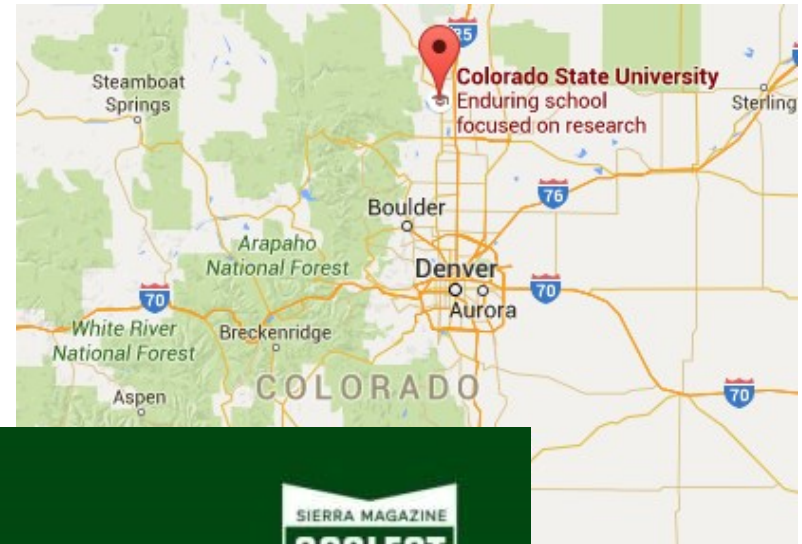 Steamboat
Springs
Colorado State University
Enduring school
focused on research
Sterling
76
Boulder
Arapaho
National Forest
Denver
70
70
Aurora
White River
National Forest
Breckenridge
COLORADO
Aspen
70
SIERRA MAGAZINE
COOLEST